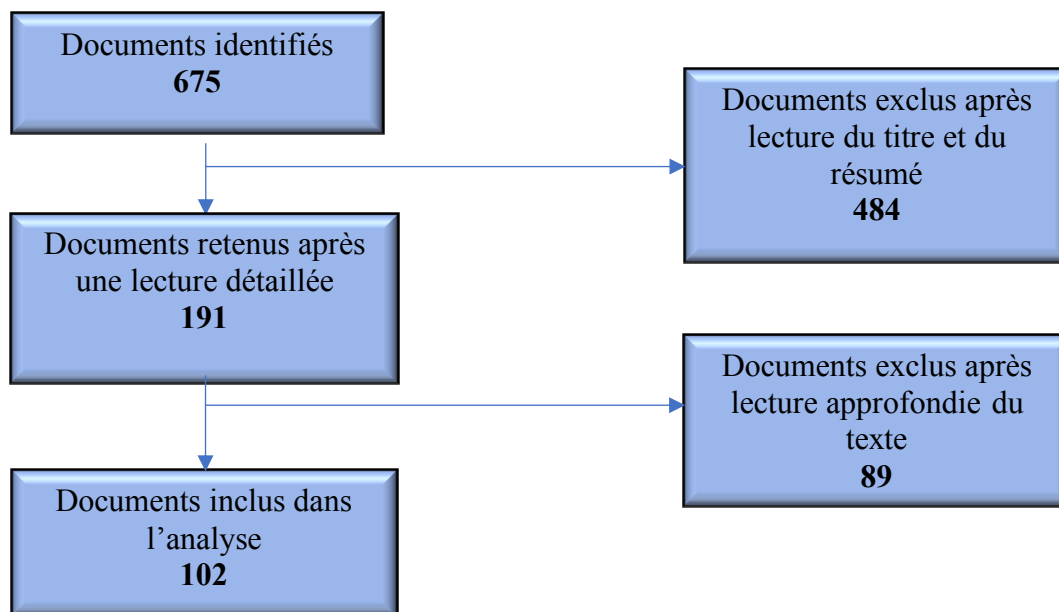 Documents identifiés
675
Documents exclus après
lecture du titre et du
résumé
484
Documents retenus après
une lecture détaillée
191
Documents exclus après
lecture approfondie du
texte
89
Documents inclus dans
l’analyse
102